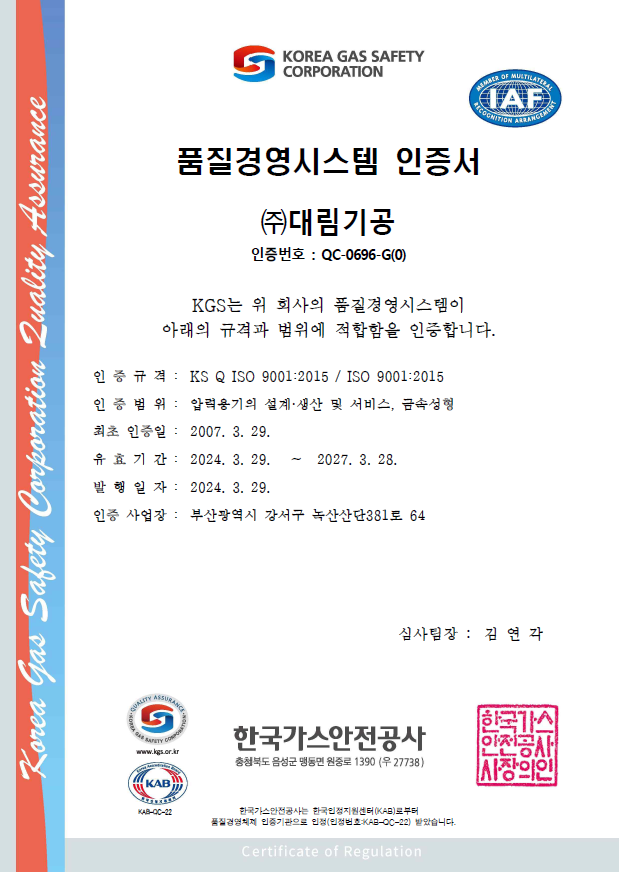 KOREA GAS SAFETY
CORPORATION
MEMBER OF MULTILATERAL
IAF
RECOGNITION ARRANGEMENT
품질경영시스템 인증서
㈜대림기공
인증번호 : QC-0696-G(0)
KGS는 위 회사의 품질경영시스템이
아래의 규격과 범위에 적합함을 인증합니다.
인 증 규 격 : KS Q ISO 9001:2015 / ISO 9001:2015
인 증 범 위 : 압력용기의 설계·생산 및 서비스, 금속성형
최초 인증일 : 2007. 3. 29.
유 효 기 간 : 2024. 3. 29. ~ 2027. 3. 28.
발 행 일 자 : 2024. 3. 29.
인증 사업장 : 부산광역시 강서구 녹산산단381로 64
심사팀장 : 김 연 각
Korea Gas Safety Corporation Quality Assurance
QUALITY ASSURANCE
KOREA GAS SAFETY CORPORATION
www.kgs.or.kr
KAB
KAB-QC-22
한국가스안전공사
충청북도 음성군 맹동면 원중로 1390 (우 27738)
한국가스
안전공사
사장의인
한국가스안전공사는 한국인정지원센터(KAB)로부터
품질경영체제 인증기관으로 인정(인정번호:KAB-QC-22) 받았습니다.
Certificate of Regulation